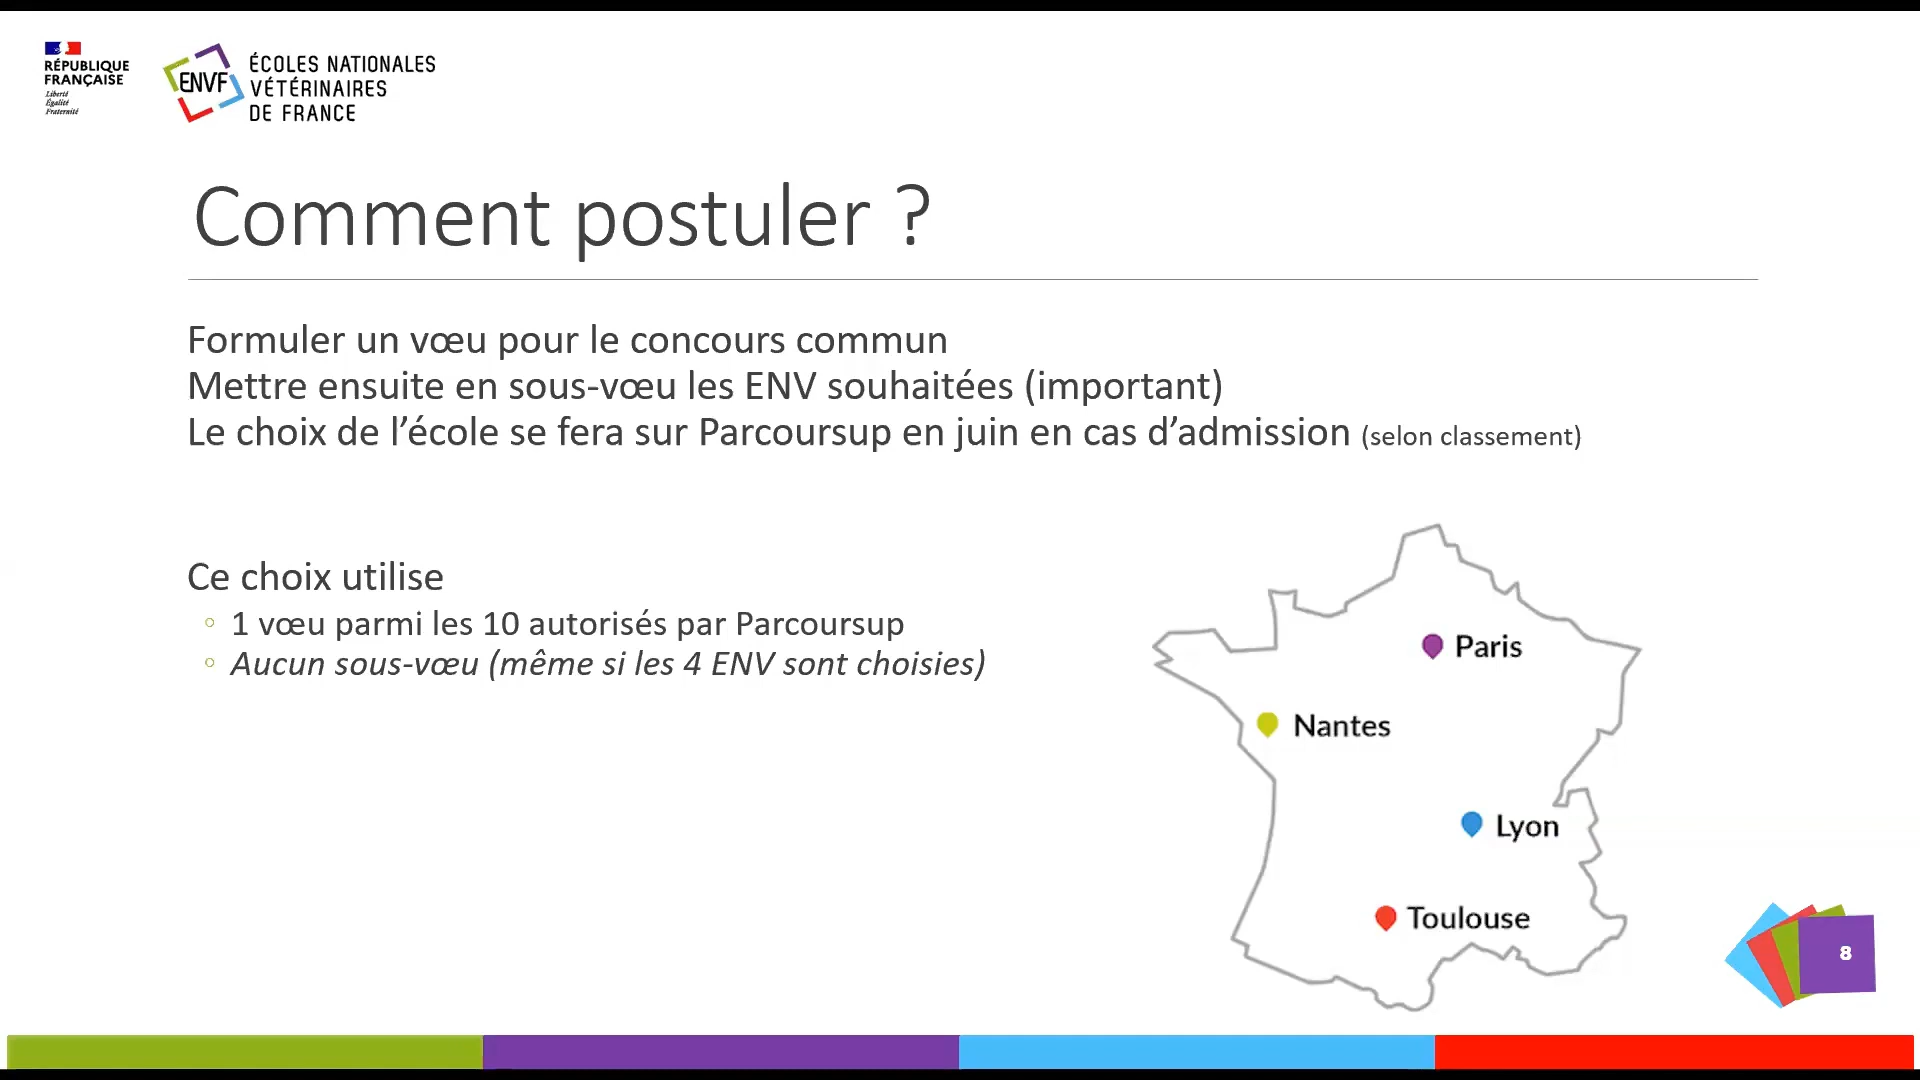 RÉPUBLIQUE
FRANÇAISE
Liberté
Égalité
Fraternité
ENVF
ÉCOLES NATIONALES
VÉTÉRINAIRES
DE FRANCE
Comment postuler ?
Formuler un vœu pour le concours commun
Mettre ensuite en sous-vœu les ENV souhaitées (important)
Le choix de l’école se fera sur Parcoursup en juin en cas d’admission (selon classement)
Ce choix utilise
◦ 1 vœu parmi les 10 autorisés par Parcoursup
◦ Aucun sous-vœu (même si les 4 ENV sont choisies)
Paris
Nantes
Lyon
Toulouse
8